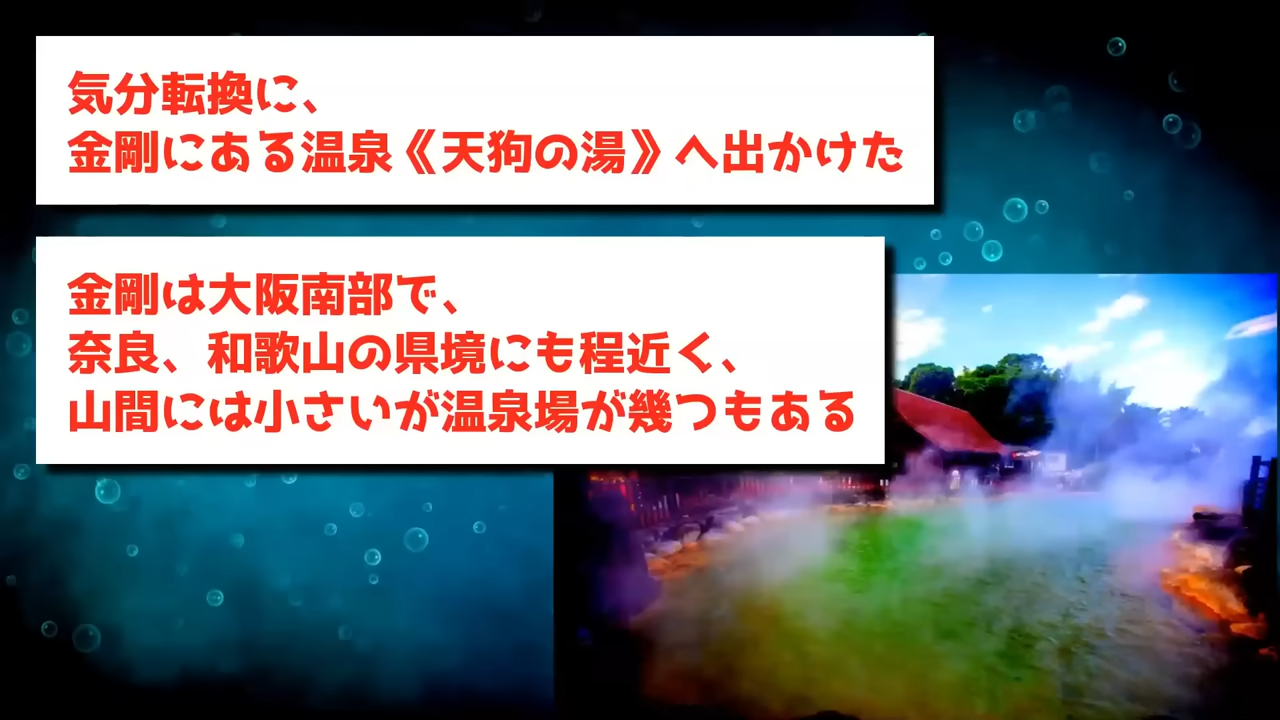 気分転換に、
金剛にある温泉《天狗の湯》へ出かけた
金剛は大阪南部で、
奈良、和歌山の県境にも程近く、
山間には小さいが温泉場が幾つもある